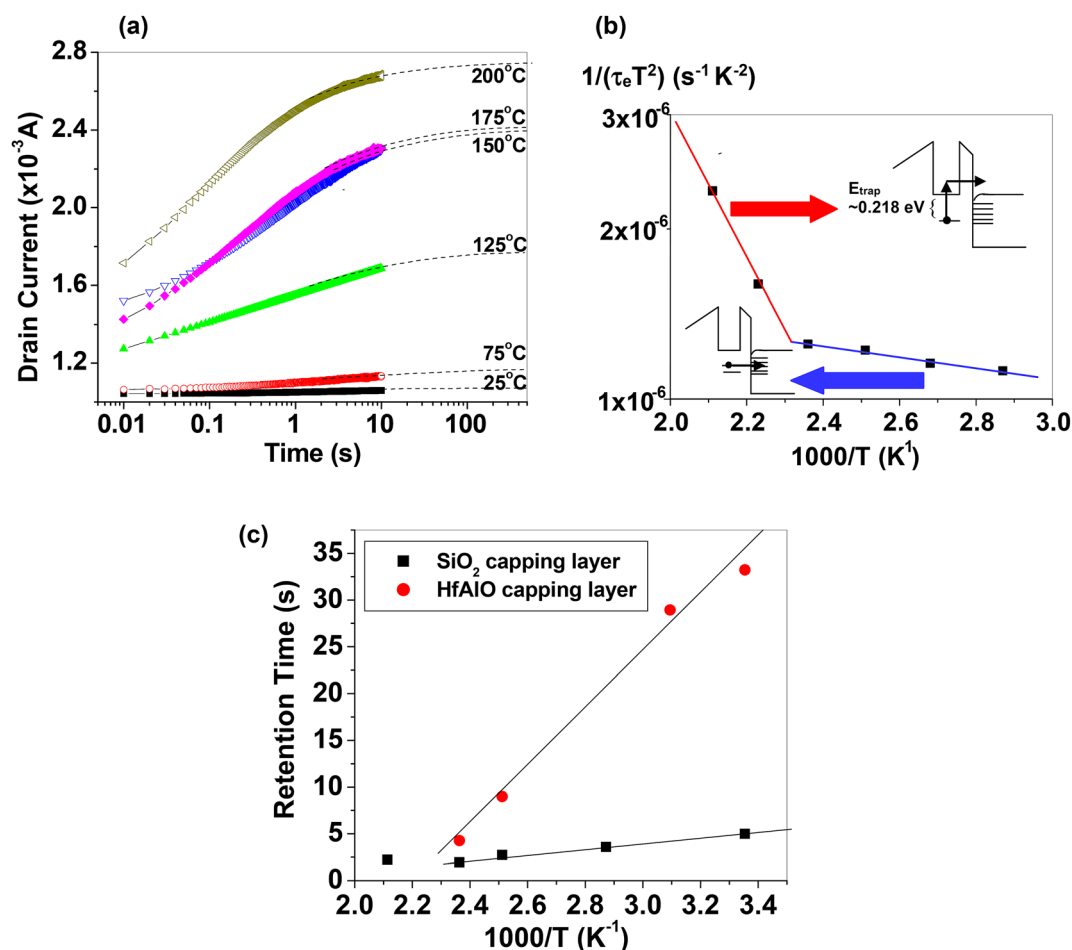 (a)
2.8
2.4
2.0
1.6
1.2
Drain Current (x10⁻³A)
200°C
175°C
150°C
125°C
75°C
25°C
0.01 0.1 1 10 100
Time (s)
(b)
1/(τₑT²) (s⁻¹ K⁻²)
3x10⁻⁶
2x10⁻⁶
1x10⁻⁶
E_trap
~0.218 eV
2.0 2.2 2.4 2.6 2.8 3.0
1000/T (K¹)
(c)
SiO₂ capping layer
HfAlO capping layer
35
30
25
20
15
10
5
0
Retention Time (s)
2.0 2.2 2.4 2.6 2.8 3.0 3.2 3.4
1000/T (K⁻¹)